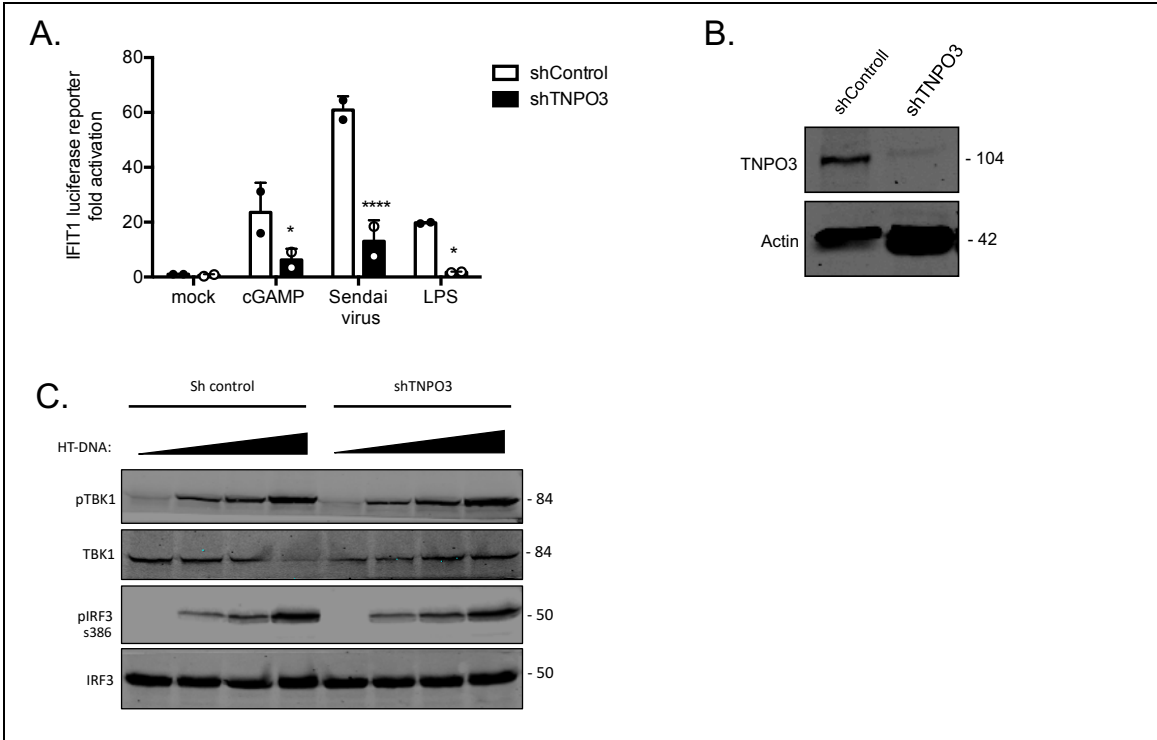 A.
IFIT1 luciferase reporter
fold activation
80
60
40
20
0
* **** *
mock cGAMP Sendai virus LPS
shControl
shTNPO3
B.
shControll shTNPO3
TNPO3 - 104
Actin - 42
C.
Sh control shTNPO3
HT-DNA:
pTBK1 - 84
TBK1 - 84
pIRF3 - 50
s386
IRF3 - 50